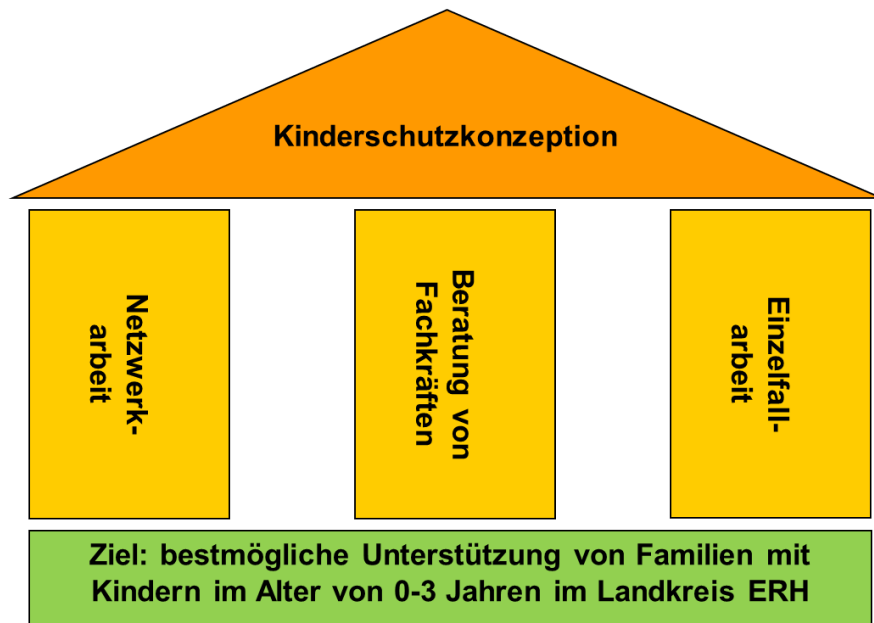 Kinderschutzkonzeption
Netzwerk-
arbeit
Beratung von
Fachkräften
Einzelfall-
arbeit
Ziel: bestmögliche Unterstützung von Familien mit
Kindern im Alter von 0-3 Jahren im Landkreis ERH